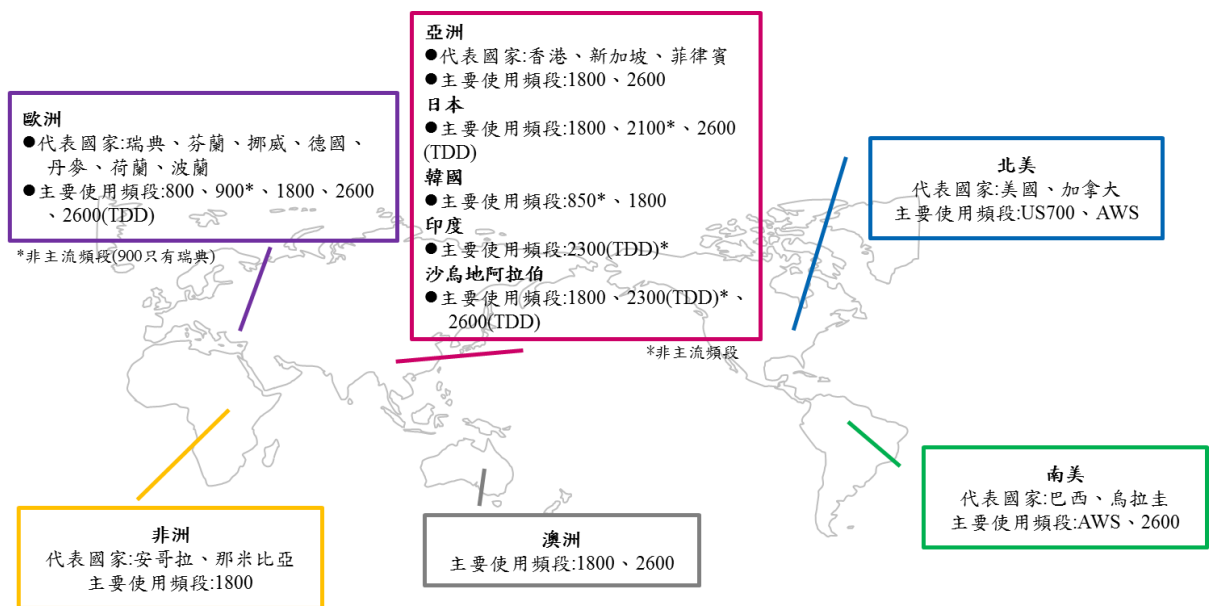 亞洲
●代表國家:香港、新加坡、菲律賓
●主要使用頻段:1800、2600
日本
●主要使用頻段:1800、2100*、2600
(TDD)
韓國
●主要使用頻段:850*、1800
印度
●主要使用頻段:2300(TDD)*
沙烏地阿拉伯
●主要使用頻段:1800、2300(TDD)*、
2600(TDD)
*非主流頻段
歐洲
●代表國家:瑞典、芬蘭、挪威、德國、
丹麥、荷蘭、波蘭
●主要使用頻段:800、900*、1800、2600
、2600(TDD)
*非主流頻段(900只有瑞典)
北美
代表國家:美國、加拿大
主要使用頻段:US700、AWS
南美
代表國家:巴西、烏拉圭
主要使用頻段:AWS、2600
非洲
代表國家:安哥拉、那米比亞
主要使用頻段:1800
澳洲
主要使用頻段:1800、2600